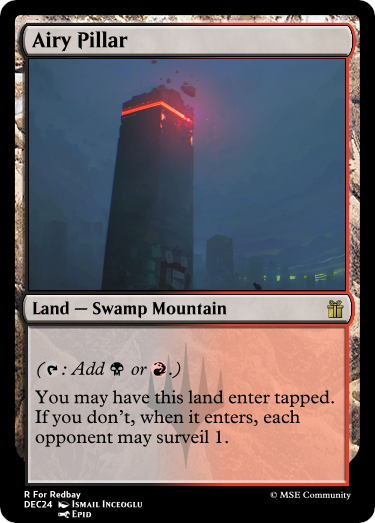 Airy Pillar
Land — Swamp Mountain
(: Add or .)
You may have this land enter tapped.
If you don't, when it enters, each
opponent may surveil 1.
R For Redbay
DEC24 Ismail Inceoglu
© MSE Community
Epid